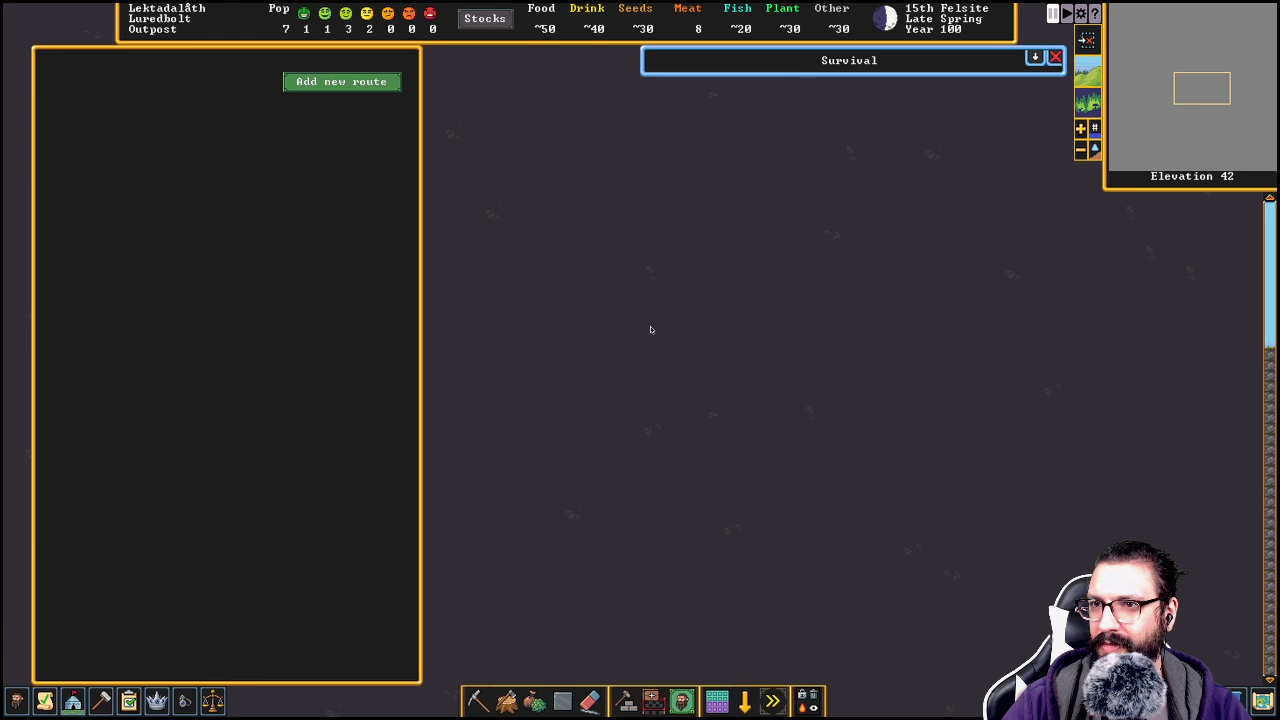 Lektadalåth
Luredbolt
Outpost
Pop
7 1 1 3 2 0 0 0
Stocks
Food Drink Seeds Meat Fish Plant Other
~50 ~40 ~30 8 ~20 ~30 ~30
15th Felsite
Late Spring
Year 100
?
Add new route
Survival
#
Elevation 42